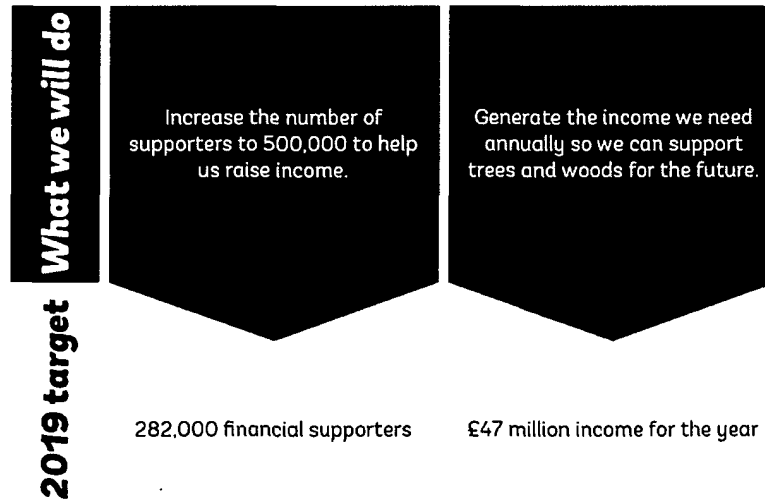 What we will do
Increase the number of
supporters to 500,000 to help
us raise income.
Generate the income we need
annually so we can support
trees and woods for the future.
2019 target
282,000 financial supporters
£47 million income for the year